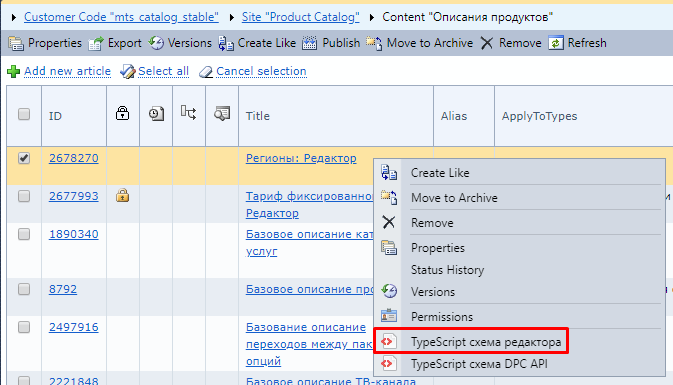 Customer Code "mts_catalog_stable" Site "Product Catalog" Content "Описания продуктов"
Properties Export Versions Create Like Publish Move to Archive Remove Refresh
Add new article Select all Cancel selection
ID Title Alias ApplyToTypes
2678270 Регионы: Редактор
Create Like
2677993 Тариф фиксированно
Редактор
Move to Archive
Remove
1890340 Базовое описание кат
услуг
Properties
Status History
8792 Базовое описание про
Versions
Permissions
2497916 Базование описание
переходов между пак
опций
TypeScript схема редактора
TypeScript схема DPC API
2221848 Базовое описание ТВ-канала